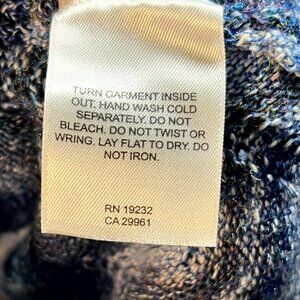 TURN GARMENT INSIDE
OUT. HAND WASH COLD
SEPARATELY. DO NOT
BLEACH. DO NOT TWIST OR
WRING. LAY FLAT TO DRY. DO
NOT IRON.
RN 19232
CA 29961